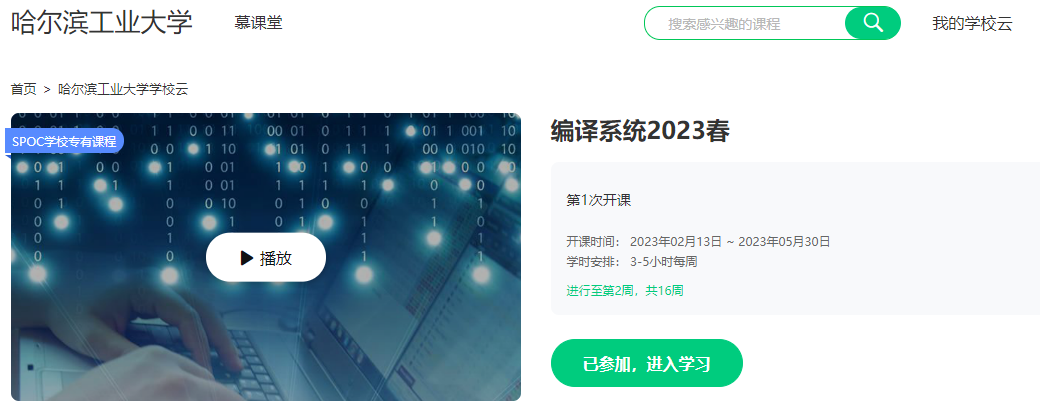 哈尔滨工业大学
慕课堂
搜索感兴趣的课程
我的学校云
首页 > 哈尔滨工业大学学校云
SPOC学校专有课程
播放
编译系统2023春
第1次开课
开课时间： 2023年02月13日 ~ 2023年05月30日
学时安排： 3-5小时每周
进行至第2周，共16周
已参加，进入学习